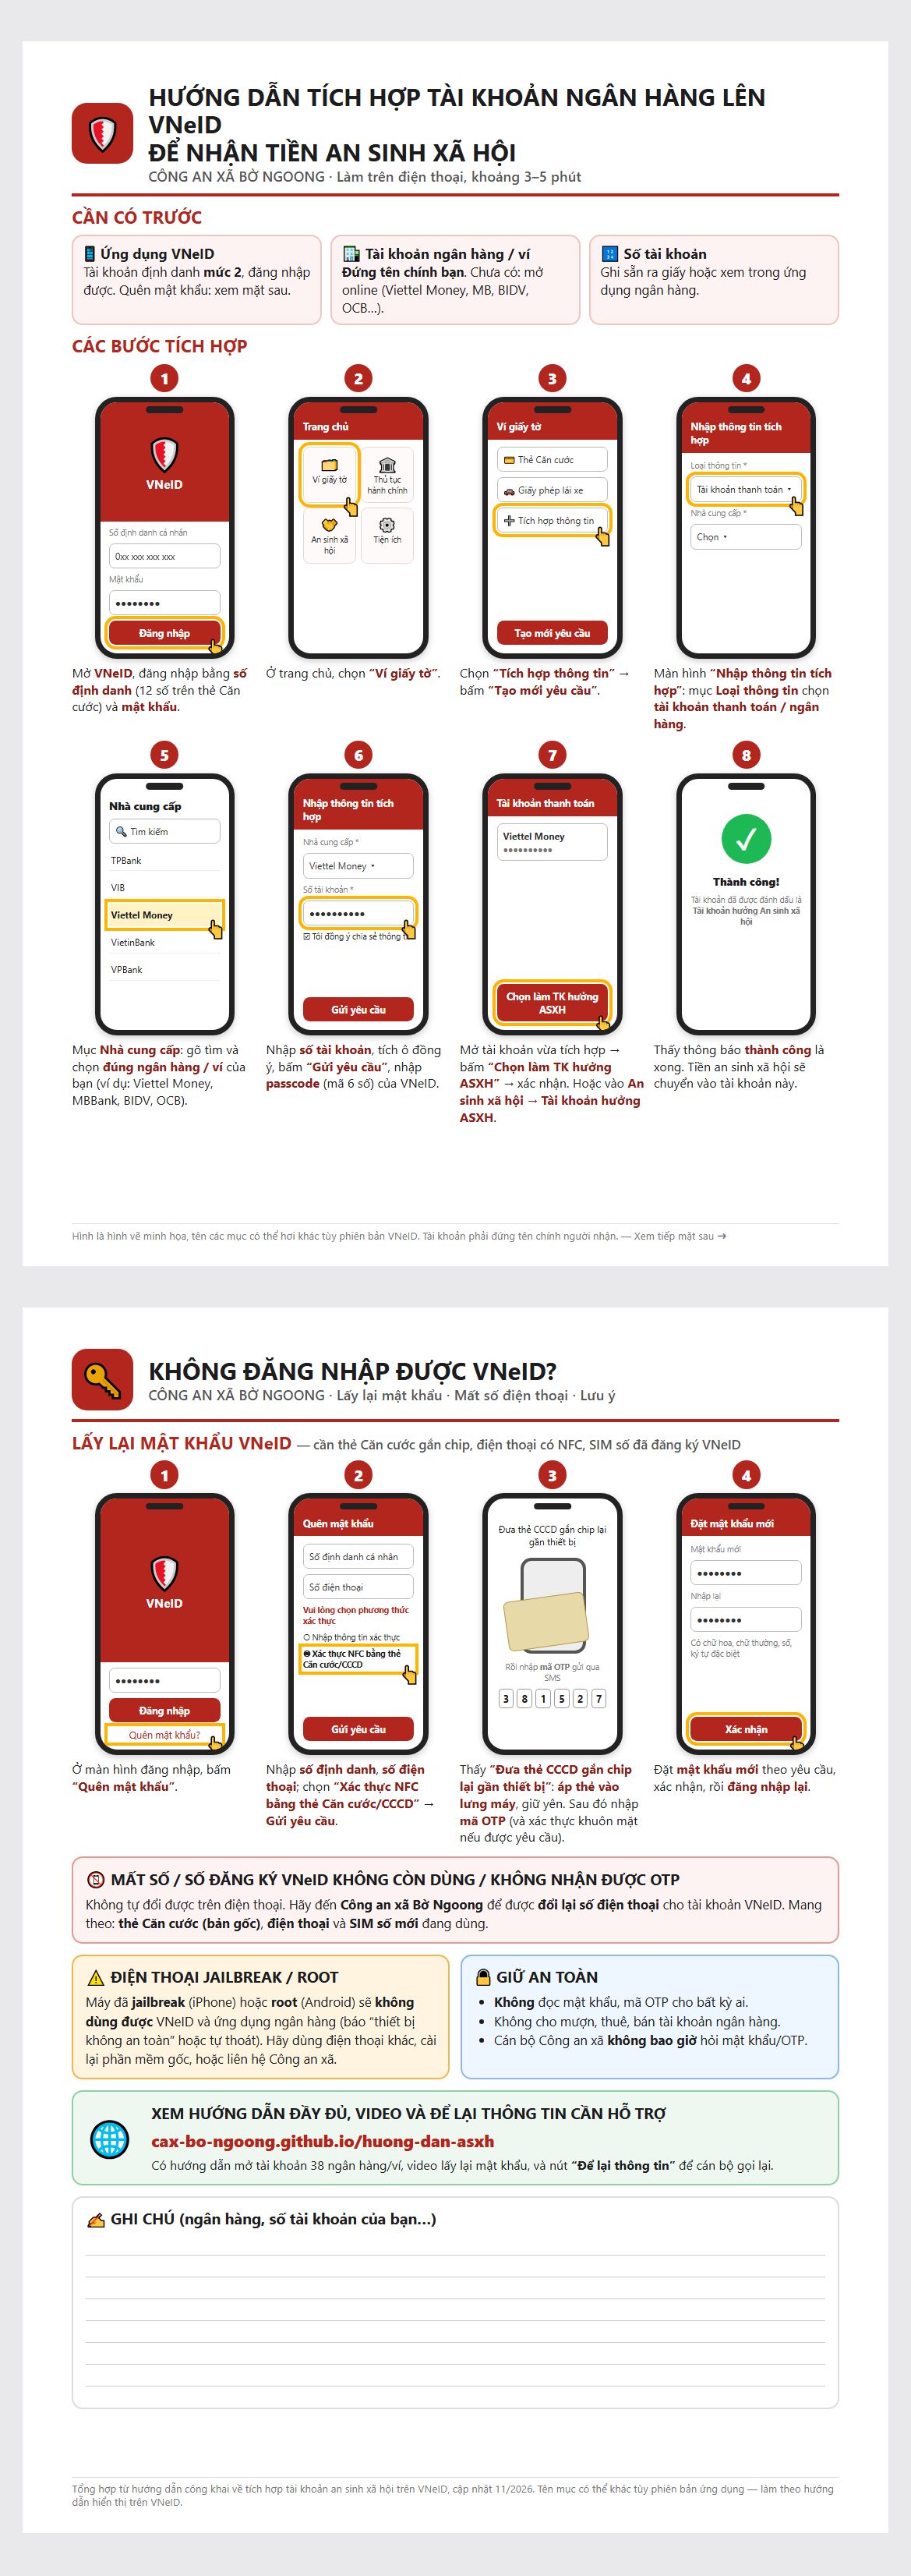 HƯỚNG DẪN TÍCH HỢP TÀI KHOẢN NGÂN HÀNG LÊN
VNeID
ĐỂ NHẬN TIỀN AN SINH XÃ HỘI
CÔNG AN XÃ BỜ NGOONG · Làm trên điện thoại, khoảng 3–5 phút
CẦN CÓ TRƯỚC
Ứng dụng VNeID
Tài khoản định danh mức 2, đăng nhập
được. Quên mật khẩu: xem mặt sau.
Tài khoản ngân hàng / ví
Đứng tên chính bạn. Chưa có: mở
online (Viettel Money, MB, BIDV,
OCB...).
Số tài khoản
Ghi sẵn ra giấy hoặc xem trong ứng
dụng ngân hàng.
CÁC BƯỚC TÍCH HỢP
1
VNeID
Số định danh cá nhân
0xx xxx xxx xxx
Mật khẩu
●●●●●●●●
Đăng nhập
Mở VNeID, đăng nhập bằng số
định danh (12 số trên thẻ Căn
cước) và mật khẩu.
2
Trang chủ
Ví giấy tờ
Thủ tục
hành chính
An sinh xã
hội
Tiện ích
Ở trang chủ, chọn “Ví giấy tờ”.
3
Ví giấy tờ
Thẻ Căn cước
Giấy phép lái xe
Tích hợp thông tin
Tạo mới yêu cầu
Chọn “Tích hợp thông tin” →
bấm “Tạo mới yêu cầu”.
4
Nhập thông tin tích
hợp
Loại thông tin *
Tài khoản thanh toán ▾
Nhà cung cấp *
Chọn ▾
Màn hình “Nhập thông tin tích
hợp”: mục Loại thông tin chọn
tài khoản thanh toán / ngân
hàng.
5
Nhà cung cấp
Tìm kiếm
TPBank
VIB
Viettel Money
VietinBank
VPBank
Mục Nhà cung cấp: gõ tìm và
chọn đúng ngân hàng / ví của
bạn (ví dụ: Viettel Money,
MBBank, BIDV, OCB).
6
Nhập thông tin tích
hợp
Nhà cung cấp *
Viettel Money ▾
Số tài khoản *
●●●●●●●●●●
☑ Tôi đồng ý chia sẻ thông
Gửi yêu cầu
Nhập số tài khoản, tích ô đồng
ý, bấm “Gửi yêu cầu”, nhập
passcode (mã 6 số) của VNeID.
7
Tài khoản thanh toán
Viettel Money
●●●●●●●●●●
Chọn làm TK hưởng
ASXH
Mở tài khoản vừa tích hợp →
bấm “Chọn làm TK hưởng
ASXH” → xác nhận. Hoặc vào An
sinh xã hội → Tài khoản hưởng
ASXH.
8
✓
Thành công!
Tài khoản đã được đánh dấu là
Tài khoản hưởng An sinh xã
hội
Thấy thông báo thành công là
xong. Tiền an sinh xã hội sẽ
chuyển vào tài khoản này.
Hình là hình vẽ minh họa, tên các mục có thể hơi khác tùy phiên bản VNeID. Tài khoản phải đứng tên chính người nhận. — Xem tiếp mặt sau →
KHÔNG ĐĂNG NHẬP ĐƯỢC VNeID?
CÔNG AN XÃ BỜ NGOONG · Lấy lại mật khẩu · Mất số điện thoại · Lưu ý
LẤY LẠI MẬT KHẨU VNeID — cần thẻ Căn cước gắn chip, điện thoại có NFC, SIM số đã đăng ký VNeID
1
VNeID
●●●●●●●●
Đăng nhập
Quên mật khẩu?
Ở màn hình đăng nhập, bấm
“Quên mật khẩu”.
2
Quên mật khẩu
Số định danh cá nhân
Số điện thoại
Vui lòng chọn phương thức
xác thực
○ Nhập thông tin xác thực
◉ Xác thực NFC bằng thẻ
Căn cước/CCCD
Gửi yêu cầu
Nhập số định danh, số điện
thoại; chọn “Xác thực NFC
bằng thẻ Căn cước/CCCD” →
Gửi yêu cầu.
3
Đưa thẻ CCCD gắn chip lại
gần thiết bị
Rồi nhập mã OTP gửi qua
SMS
3 8 1 5 2 7
Thấy “Đưa thẻ CCCD gắn chip
lại gần thiết bị”: áp thẻ vào
lưng máy, giữ yên. Sau đó nhập
mã OTP (và xác thực khuôn mặt
nếu được yêu cầu).
4
Đặt mật khẩu mới
Mật khẩu mới
●●●●●●●●
Nhập lại
●●●●●●●●
Có chữ hoa, chữ thường, số,
ký tự đặc biệt
Xác nhận
Đặt mật khẩu mới theo yêu cầu,
xác nhận, rồi đăng nhập lại.
MẤT SỐ / SỐ ĐĂNG KÝ VNeID KHÔNG CÒN DÙNG / KHÔNG NHẬN ĐƯỢC OTP
Không tự đổi được trên điện thoại. Hãy đến Công an xã Bờ Ngoong để được đổi lại số điện thoại cho tài khoản VNeID. Mang
theo: thẻ Căn cước (bản gốc), điện thoại và SIM số mới đang dùng.
ĐIỆN THOẠI JAILBREAK / ROOT
Máy đã jailbreak (iPhone) hoặc root (Android) sẽ không
dùng được VNeID và ứng dụng ngân hàng (báo “thiết bị
không an toàn” hoặc tự thoát). Hãy dùng điện thoại khác, cài
lại phần mềm gốc, hoặc liên hệ Công an xã.
GIỮ AN TOÀN
• Không đọc mật khẩu, mã OTP cho bất kỳ ai.
• Không cho mượn, thuê, bán tài khoản ngân hàng.
• Cán bộ Công an xã không bao giờ hỏi mật khẩu/OTP.
XEM HƯỚNG DẪN ĐẦY ĐỦ, VIDEO VÀ ĐỂ LẠI THÔNG TIN CẦN HỖ TRỢ
cax-bo-ngoong.github.io/huong-dan-asxh
Có hướng dẫn mở tài khoản 38 ngân hàng/ví, video lấy lại mật khẩu, và nút “Để lại thông tin” để cán bộ gọi lại.
GHI CHÚ (ngân hàng, số tài khoản của bạn...)
Tổng hợp từ hướng dẫn công khai về tích hợp tài khoản an sinh xã hội trên VNeID, cập nhật 11/2026. Tên mục có thể khác tùy phiên bản ứng dụng — làm theo hướng
dẫn hiển thị trên VNeID.